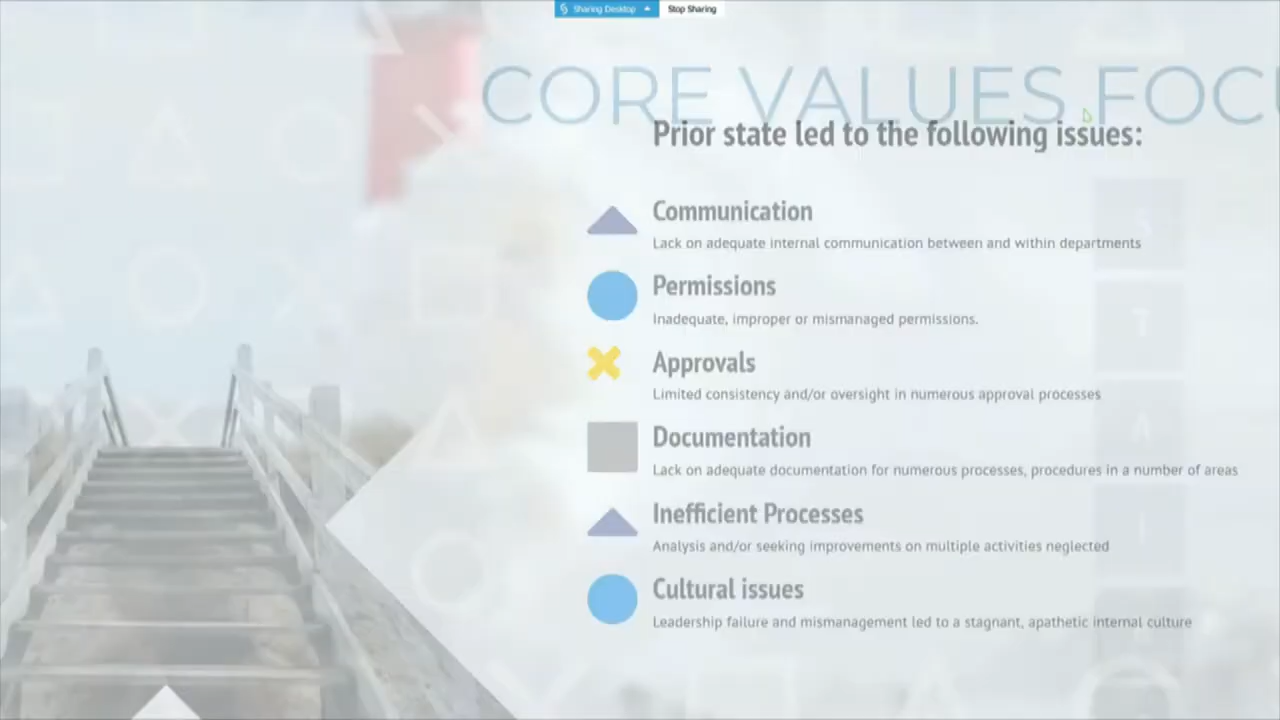 Sharing Desktop
Stop Sharing
CORE VALUES FOCU
Prior state led to the following issues:
Communication
Lack on adequate internal communication between and within departments
Permissions
Inadequate, improper or mismanaged permissions.
Approvals
Limited consistency and/or oversight in numerous approval processes
Documentation
Lack on adequate documentation for numerous processes, procedures in a number of areas
Inefficient Processes
Analysis and/or seeking improvements on multiple activities neglected
Cultural issues
Leadership failure and mismanagement led to a stagnant, apathetic internal culture